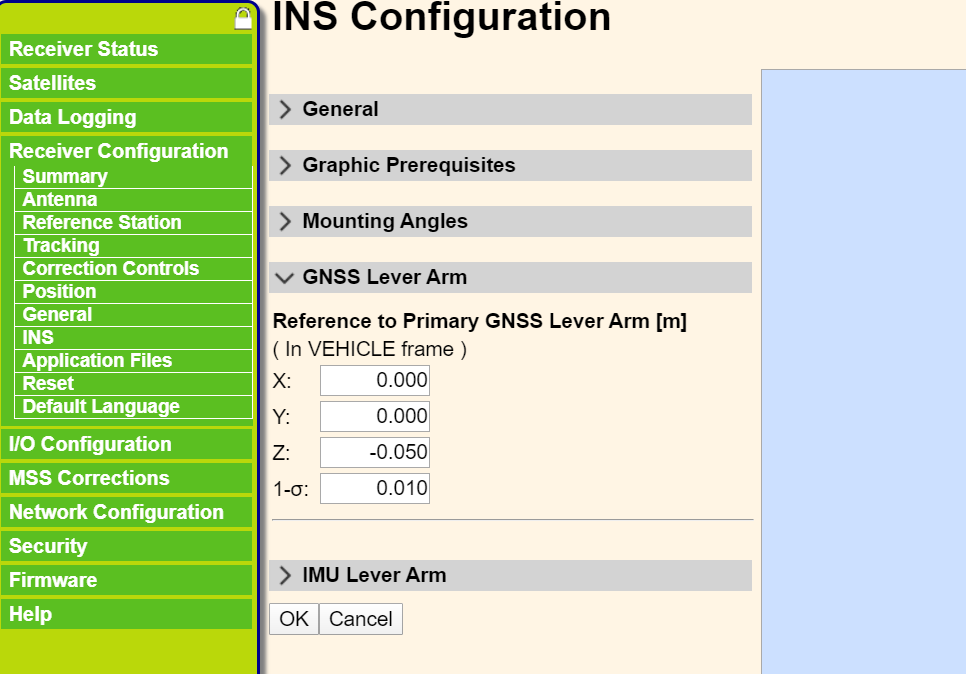 INS Configuration
Receiver Status
Satellites
Data Logging
Receiver Configuration
Summary
Antenna
Reference Station
Tracking
Correction Controls
Position
General
INS
Application Files
Reset
Default Language
I/O Configuration
MSS Corrections
Network Configuration
Security
Firmware
Help
General
Graphic Prerequisites
Mounting Angles
GNSS Lever Arm
Reference to Primary GNSS Lever Arm [m]
( In VEHICLE frame )
X: 0.000
Y: 0.000
Z: -0.050
1-σ: 0.010
IMU Lever Arm
OK Cancel